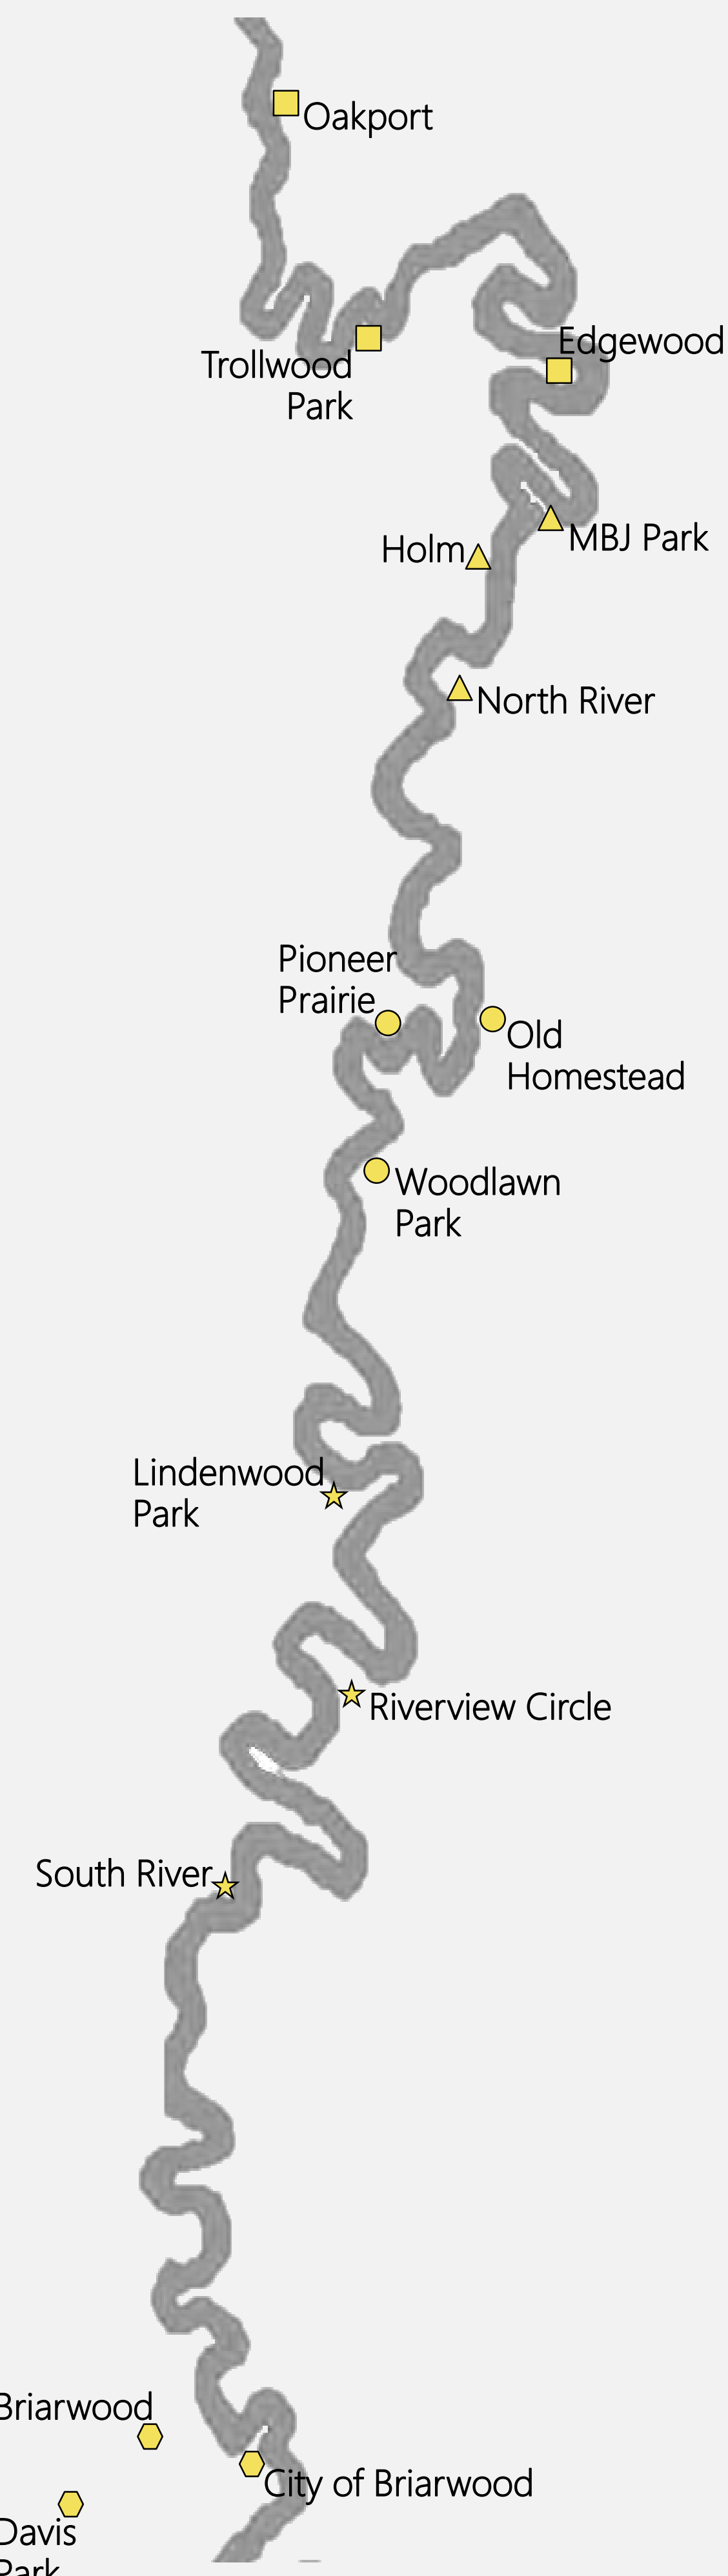 Oakport
Edgewood
Trollwood
Park
MBJ Park
Holm
North River
Pioneer
Prairie
Old
Homestead
Woodlawn
Park
Lindenwood
Park
Riverview Circle
South River
Briarwood
City of Briarwood
Davis
Park